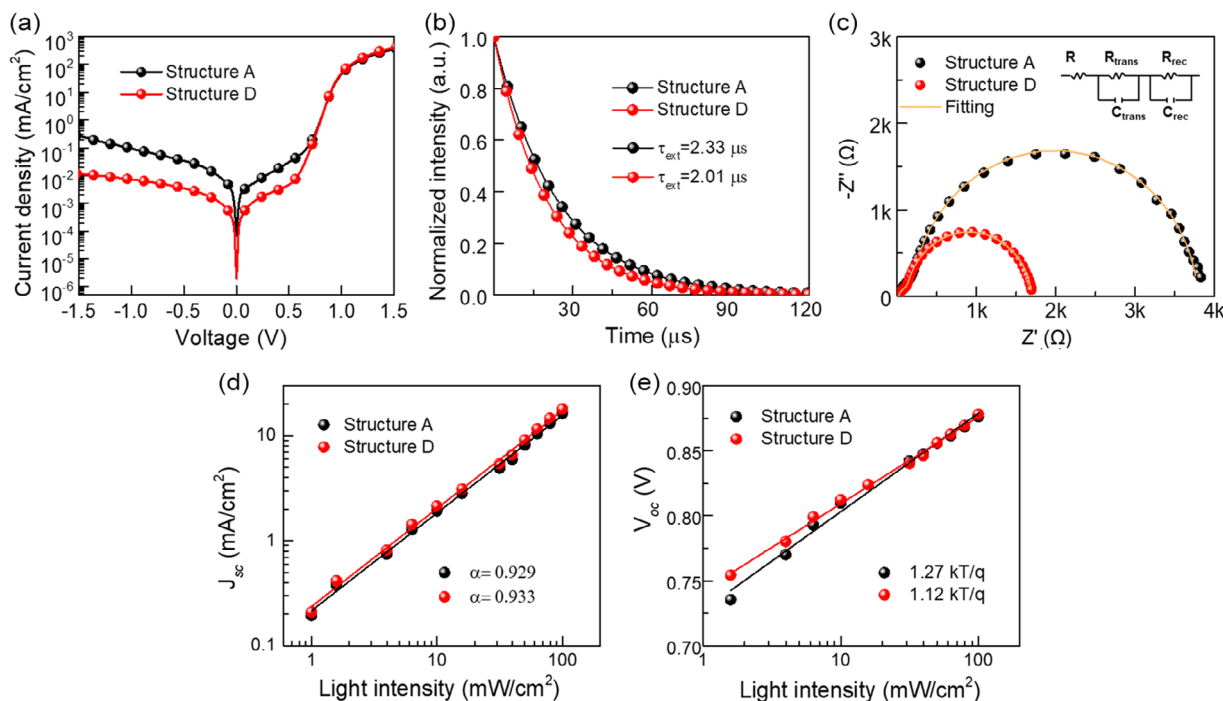 (a)
Current density (mA/cm²)
10³
10²
10¹
10⁰
10⁻¹
10⁻²
10⁻³
10⁻⁴
10⁻⁵
10⁻⁶
Structure A
Structure D
-1.5 -1.0 -0.5 0.0 0.5 1.0 1.5
Voltage (V)
(b)
Normalized intensity (a.u.)
1.0
0.8
0.6
0.4
0.2
0.0
Structure A
Structure D
τext=2.33 μs
τext=2.01 μs
30 60 90 120
Time (μs)
(c)
-Z'' (Ω)
3k
2k
1k
0
Structure A
Structure D
Fitting
R Rtrans Rrec
Ctrans Crec
1k 2k 3k 4k
Z' (Ω)
(d)
Jsc (mA/cm²)
10
1
0.1
Structure A
Structure D
α= 0.929
α= 0.933
1 10 100
Light intensity (mW/cm²)
(e)
Voc (V)
0.90
0.85
0.80
0.75
0.70
Structure A
Structure D
1.27 kT/q
1.12 kT/q
1 10 100
Light intensity (mW/cm²)